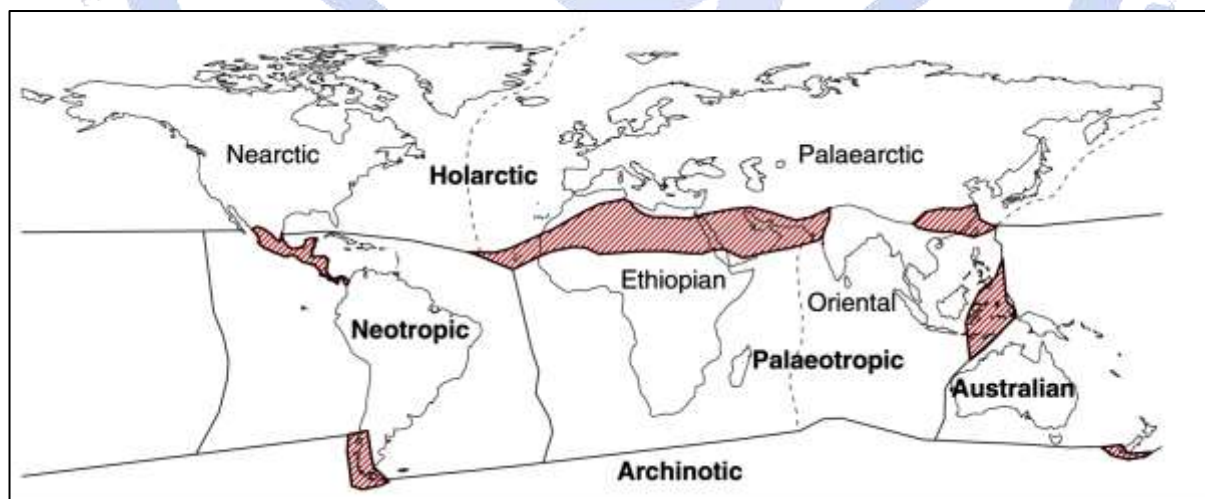 Nearctic
Holarctic
Palaearctic
Ethiopian
Oriental
Neotropic
Palaeotropic
Australian
Archinotic